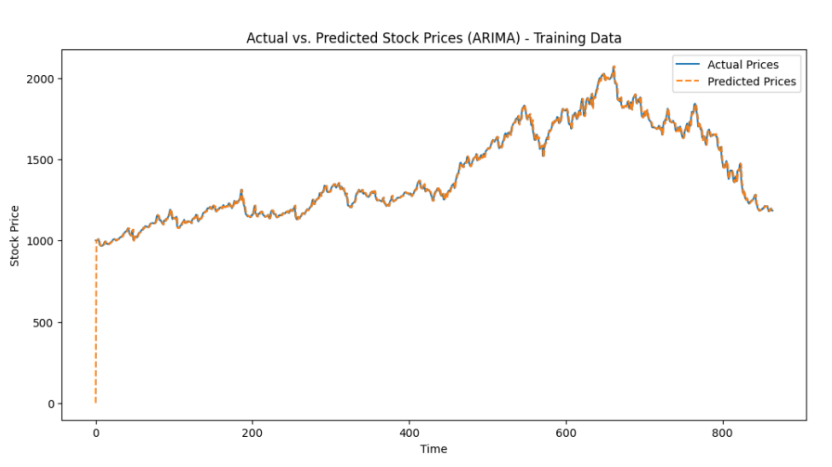 Actual vs. Predicted Stock Prices (ARIMA) - Training Data
Actual Prices
Predicted Prices
2000
1500
1000
500
0
Stock Price
0 200 400 600 800
Time